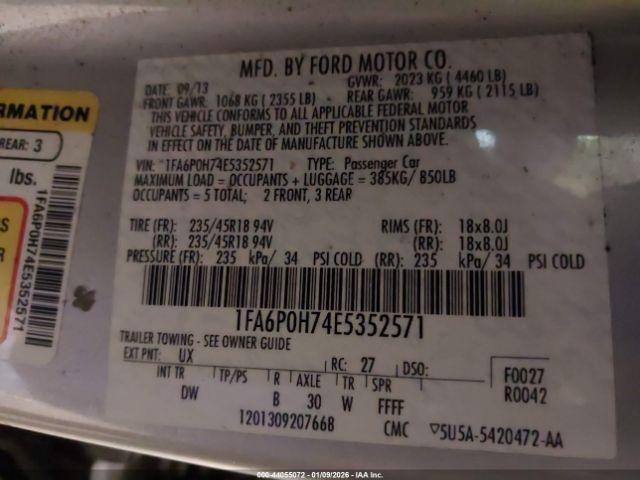 MFD. BY FORD MOTOR CO.
DATE: 09/13 GVWR: 2023 KG ( 4460 LB)
FRONT GAWR: 1068 KG ( 2355 LB) REAR GAWR: 959 KG ( 2115 LB)
THIS VEHICLE CONFORMS TO ALL APPLICABLE FEDERAL MOTOR
VEHICLE SAFETY, BUMPER, AND THEFT PREVENTION STANDARDS
IN EFFECT ON THE DATE OF MANUFACTURE SHOWN ABOVE.
VIN: 1FA6P0H74E5352571 TYPE: Passenger Car
MAXIMUM LOAD = OCCUPANTS + LUGGAGE = 385KG/ 850LB
OCCUPANTS = 5 TOTAL; 2 FRONT, 3 REAR
TIRE (FR): 235/45R18 94V RIMS (FR): 18x8.0J
(RR): 235/45R18 94V (RR): 18x8.0J
PRESSURE (FR): 235 kPa/ 34 PSI COLD (RR): 235 kPa/ 34 PSI COLD
1FA6P0H74E5352571
TRAILER TOWING - SEE OWNER GUIDE
EXT PNT: UX RC: 27 DSO:
INT TR TP/PS R AXLE TR SPR F0027
DW B 30 W FFFF R0042
1201309207668 CMC ▽5U5A-5420472-AA
ORMATION
REAR: 3
lbs.
1FA6P0H74E5352571
S
R
000-44055072 - 01/09/2026 - IAA Inc.